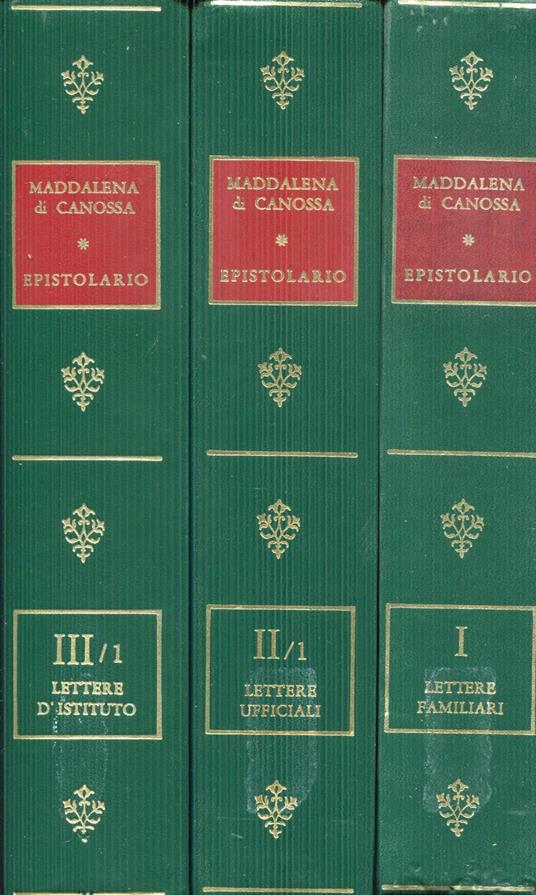 MADDALENA
di CANOSSA
*
EPISTOLARIO
III/1
LETTERE
D'ISTITUTO
MADDALENA
di CANOSSA
*
EPISTOLARIO
II/1
LETTERE
UFFICIALI
MADDALENA
di CANOSSA
*
EPISTOLARIO
I
LETTERE
FAMILIARI